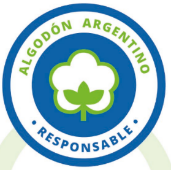 ALGODÓN ARGENTINO
• RESPONSABLE •